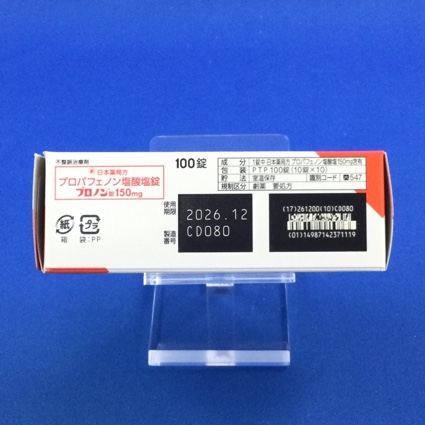 不整脈治療剤
日本薬局方
プロパフェノン塩酸塩錠
プロノン錠150mg
100錠
成分 1錠中 日本薬局方 プロパフェノン塩酸塩150mg含有
包装 PTP100錠(10錠×10)
貯法 室温保存 識別コード 547
規制区分 劇薬 要処方
使用
期限
2026.12
製造
番号
CD080
(17)261200(10)CD080
(01)14987142371119
紙
箱
プラ
袋:PP